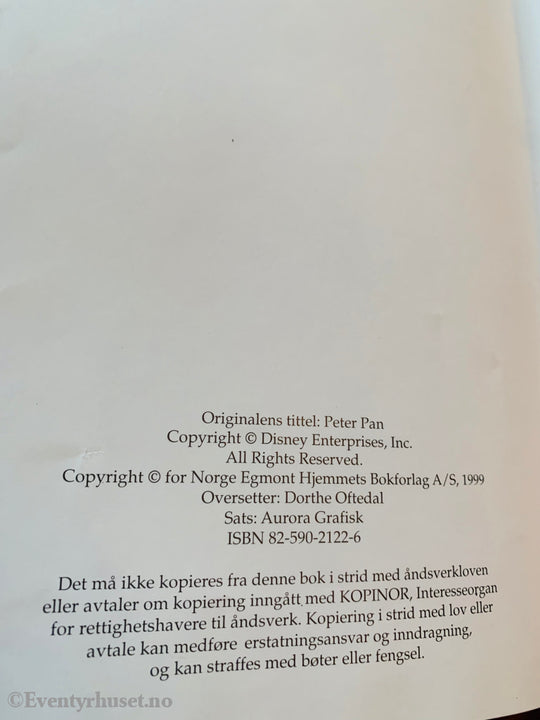 Originalens tittel: Peter Pan
Copyright © Disney Enterprises, Inc.
All Rights Reserved.
Copyright © for Norge Egmont Hjemmets Bokforlag A/S, 1999
Oversetter: Dorthe Oftedal
Sats: Aurora Grafisk
ISBN 82-590-2122-6
Det må ikke kopieres fra denne bok i strid med åndsverkloven
eller avtaler om kopiering inngått med KOPINOR, Interesseorgan
for rettighetshavere til åndsverk. Kopiering i strid med lov eller
avtale kan medføre erstatningsansvar og inndragning,
og kan straffes med bøter eller fengsel.
©Eventyrhuset.no